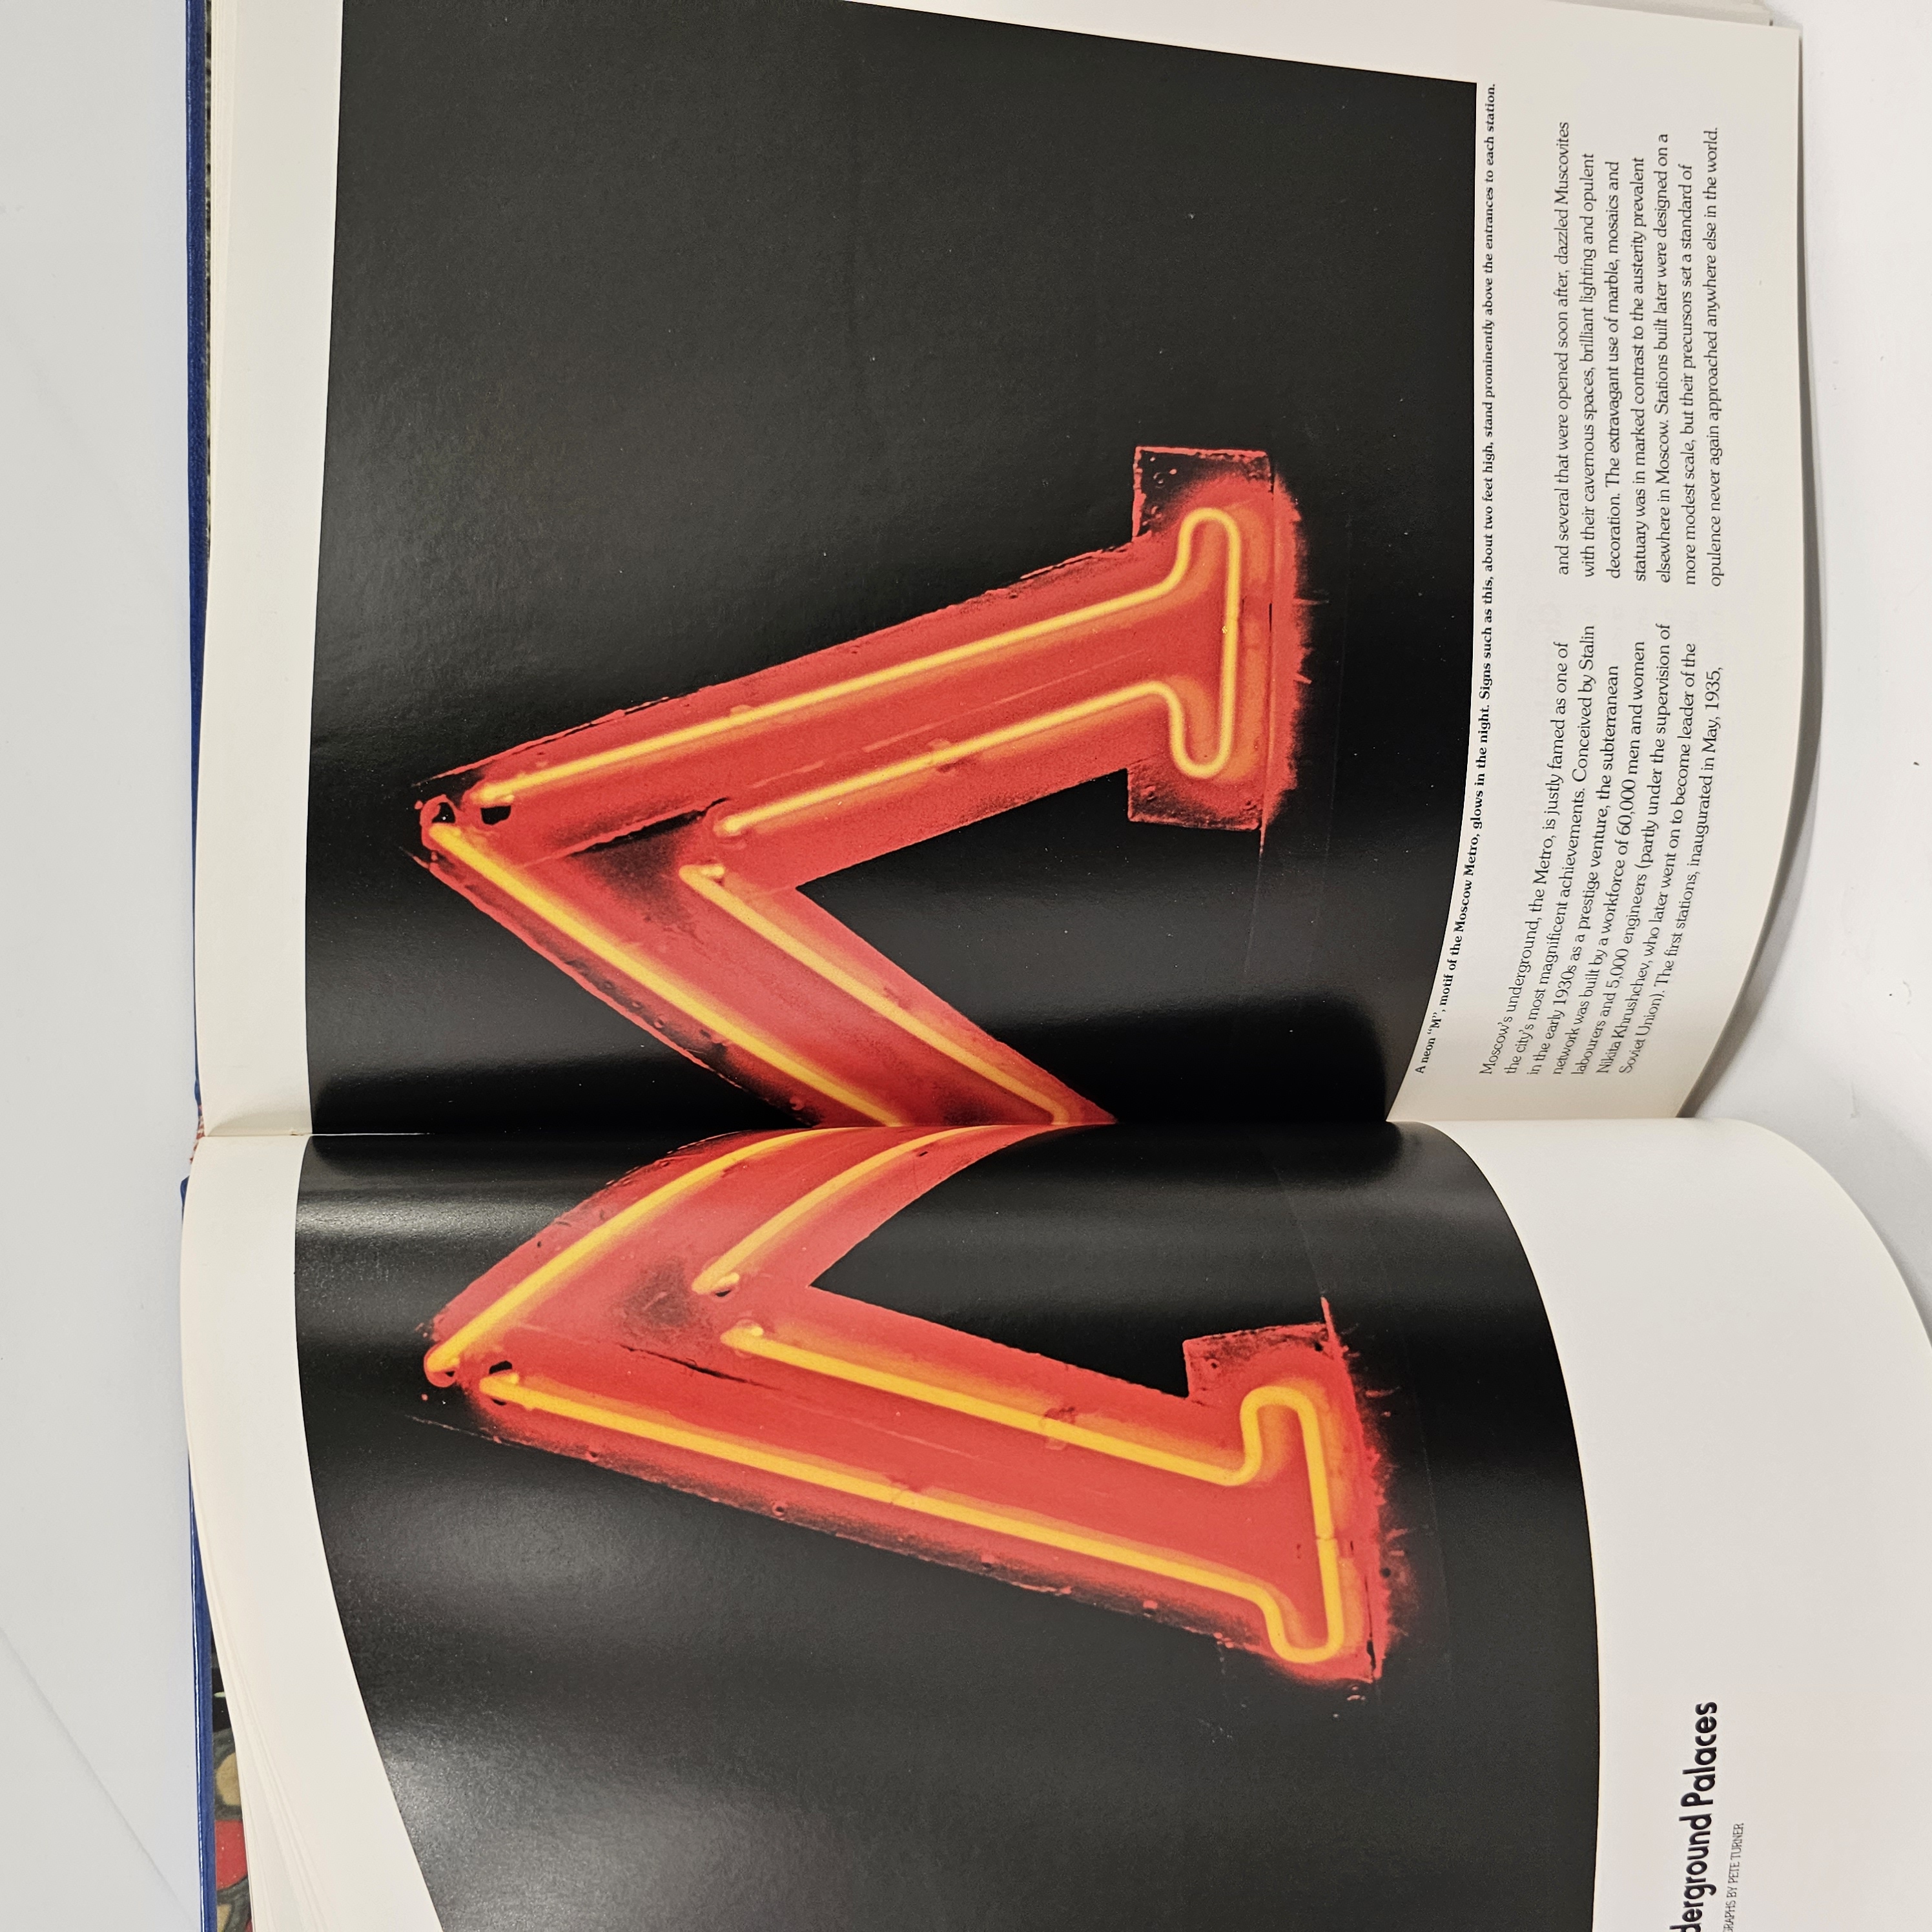 M
Palaces
BY PETE TURNER
A neon “M”, motif of the Moscow Metro, glows in the night. Signs such as this, about two feet high, stand prominently above the entrances to each station.
Moscow's underground, the Metro, is justly famed as one of
the city's most magnificent achievements. Conceived by Stalin
in the early 1930s as a prestige venture, the subterranean
network was built by a workforce of 60,000 men and women
labourers and 5,000 engineers (partly under the supervision of
Nikita Khrushchev, who later went on to become leader of the
Soviet Union). The first stations, inaugurated in May, 1935,
and several that were opened soon after, dazzled Muscovites
with their cavernous spaces, brilliant lighting and opulent
decoration. The extravagant use of marble, mosaics and
statuary was in marked contrast to the austerity prevalent
elsewhere in Moscow. Stations built later were designed on a
more modest scale, but their precursors set a standard of
opulence never again approached anywhere else in the world.